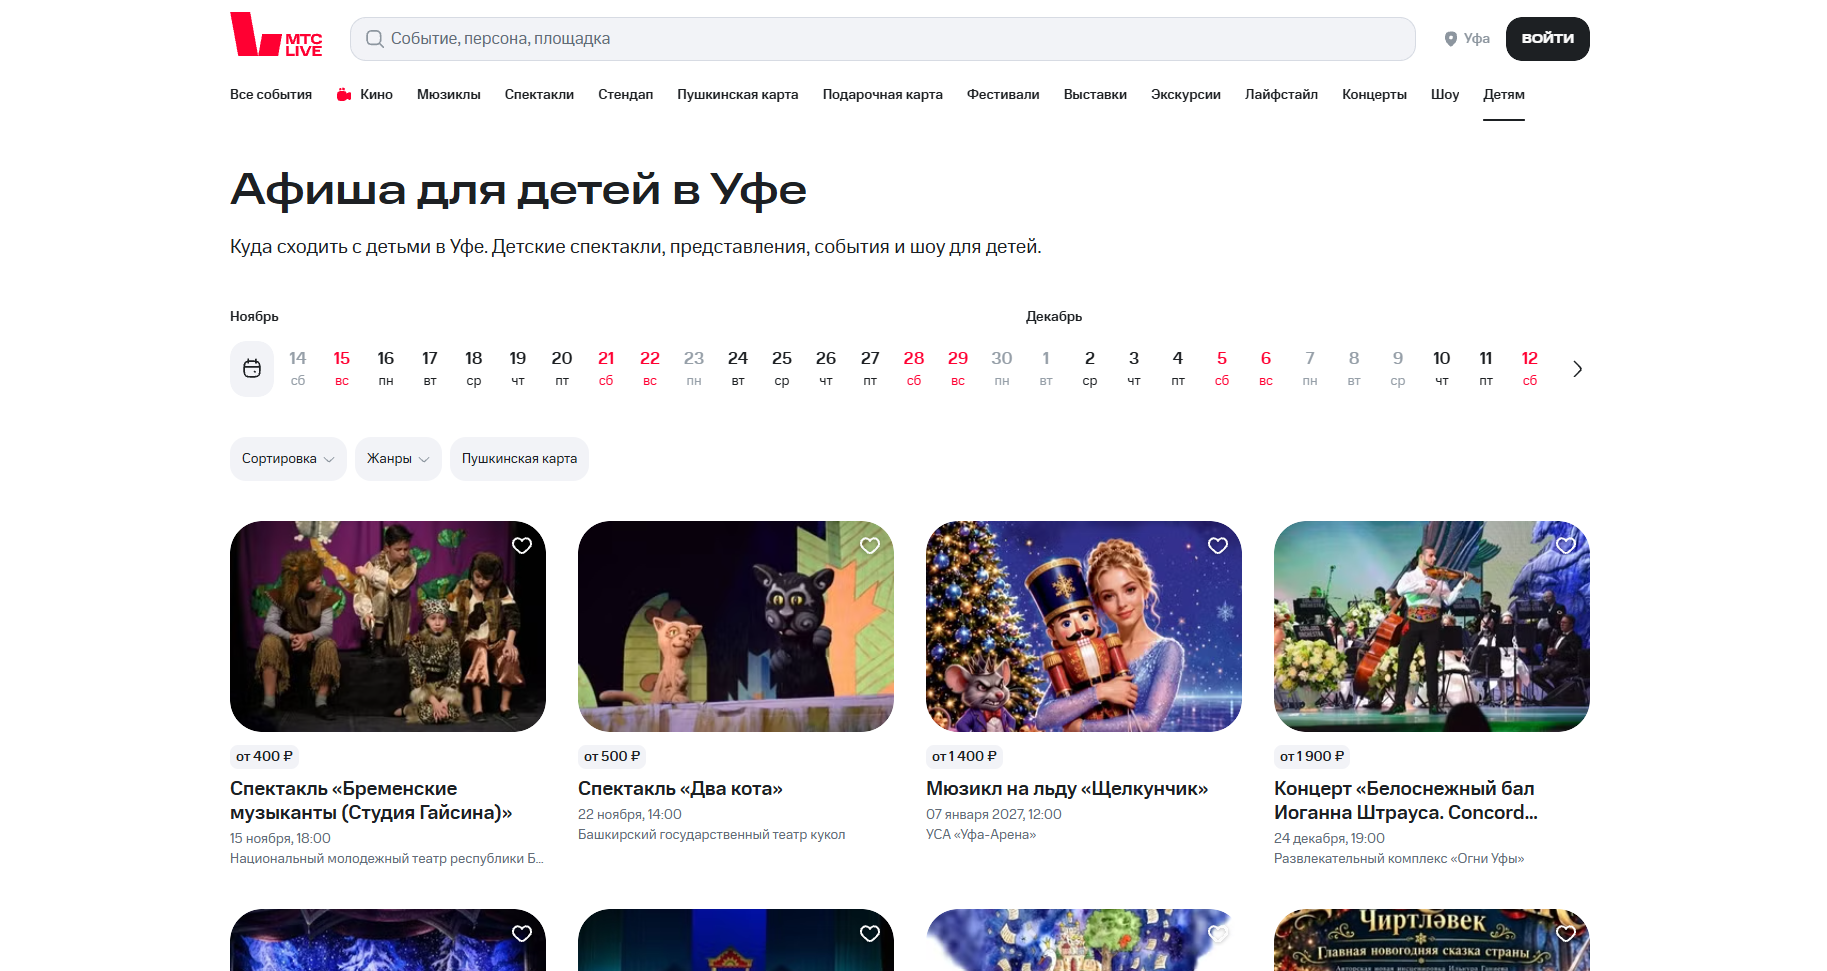 МТС
LIVE
Событие, персона, площадка
Уфа
ВОЙТИ
Все события Кино Мюзиклы Спектакли Стендап Пушкинская карта Подарочная карта Фестивали Выставки Экскурсии Лайфстайл Концерты Шоу Детям
Афиша для детей в Уфе
Куда сходить с детьми в Уфе. Детские спектакли, представления, события и шоу для детей.
Ноябрь Декабрь
14 15 16 17 18 19 20 21 22 23 24 25 26 27 28 29 30 1 2 3 4 5 6 7 8 9 10 11 12
сб вс пн вт ср чт пт сб вс пн вт ср чт пт сб вс пн вт ср чт пт сб вс пн вт ср чт пт сб
Сортировка Жанры Пушкинская карта
от 400 ₽
Спектакль «Бременские
музыканты (Студия Гайсина)»
15 ноября, 18:00
Национальный молодежный театр республики Б...
от 500 ₽
Спектакль «Два кота»
22 ноября, 14:00
Башкирский государственный театр кукол
от 1 400 ₽
Мюзикл на льду «Щелкунчик»
07 января 2027, 12:00
УСА «Уфа-Арена»
от 1 900 ₽
Концерт «Белоснежный бал
Иоганна Штрауса. Concord...
24 декабря, 19:00
Развлекательный комплекс «Огни Уфы»
Чиртләвек
Главная новогодняя сказка страны